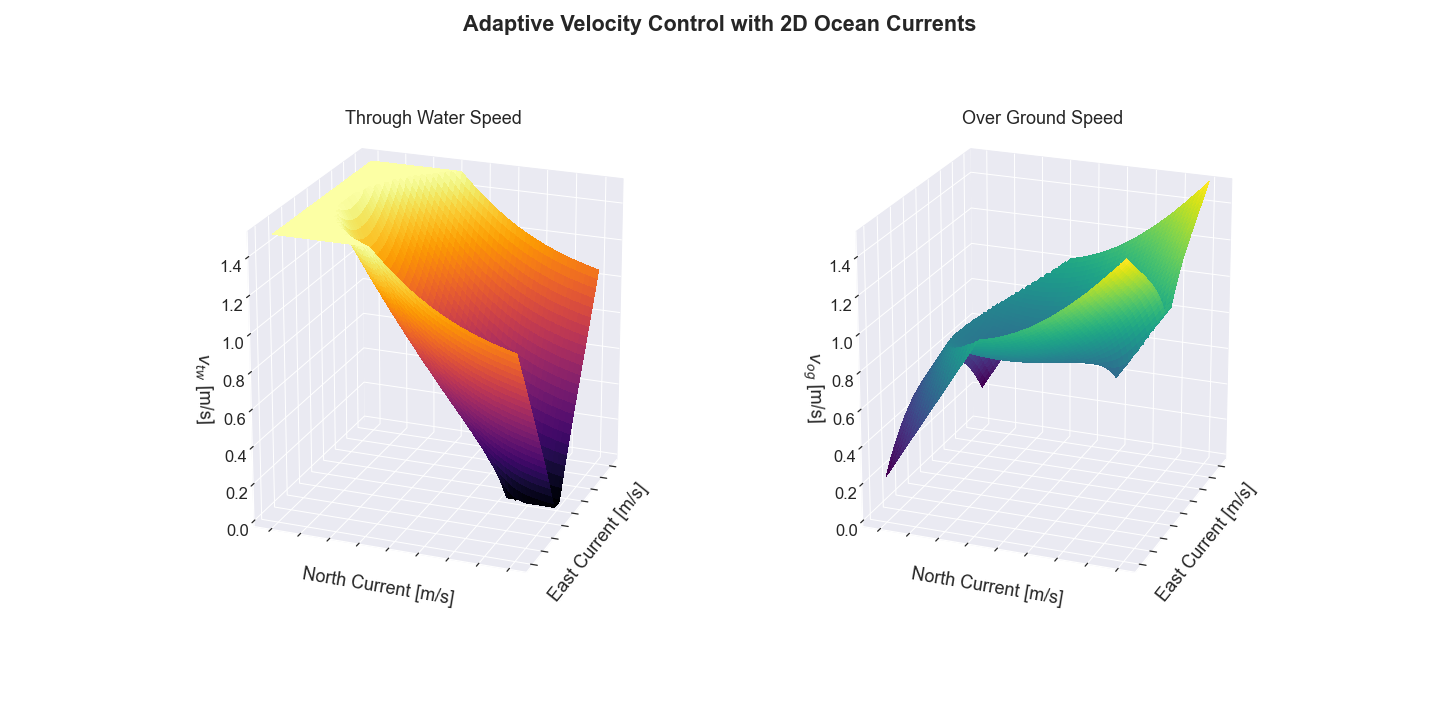 Adaptive Velocity Control with 2D Ocean Currents
Through Water Speed
1.4
1.2
1.0
0.8
0.6
0.4
0.2
0.0
v_tw [m/s]
North Current [m/s]
East Current [m/s]
Over Ground Speed
1.4
1.2
1.0
0.8
0.6
0.4
0.2
0.0
v_og [m/s]
North Current [m/s]
East Current [m/s]